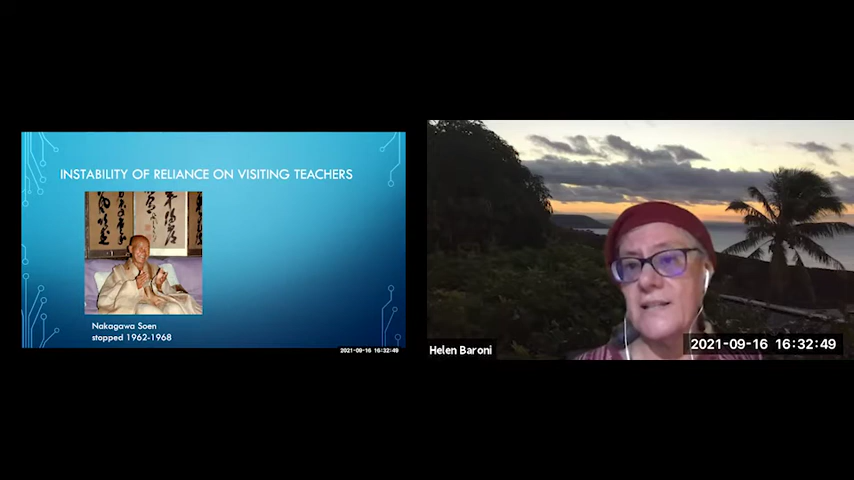 INSTABILITY OF RELIANCE ON VISITING TEACHERS
Nakagawa Soen
stopped 1962-1968
2021-09-16 16:32:49
Helen Baroni
2021-09-16 16:32:49